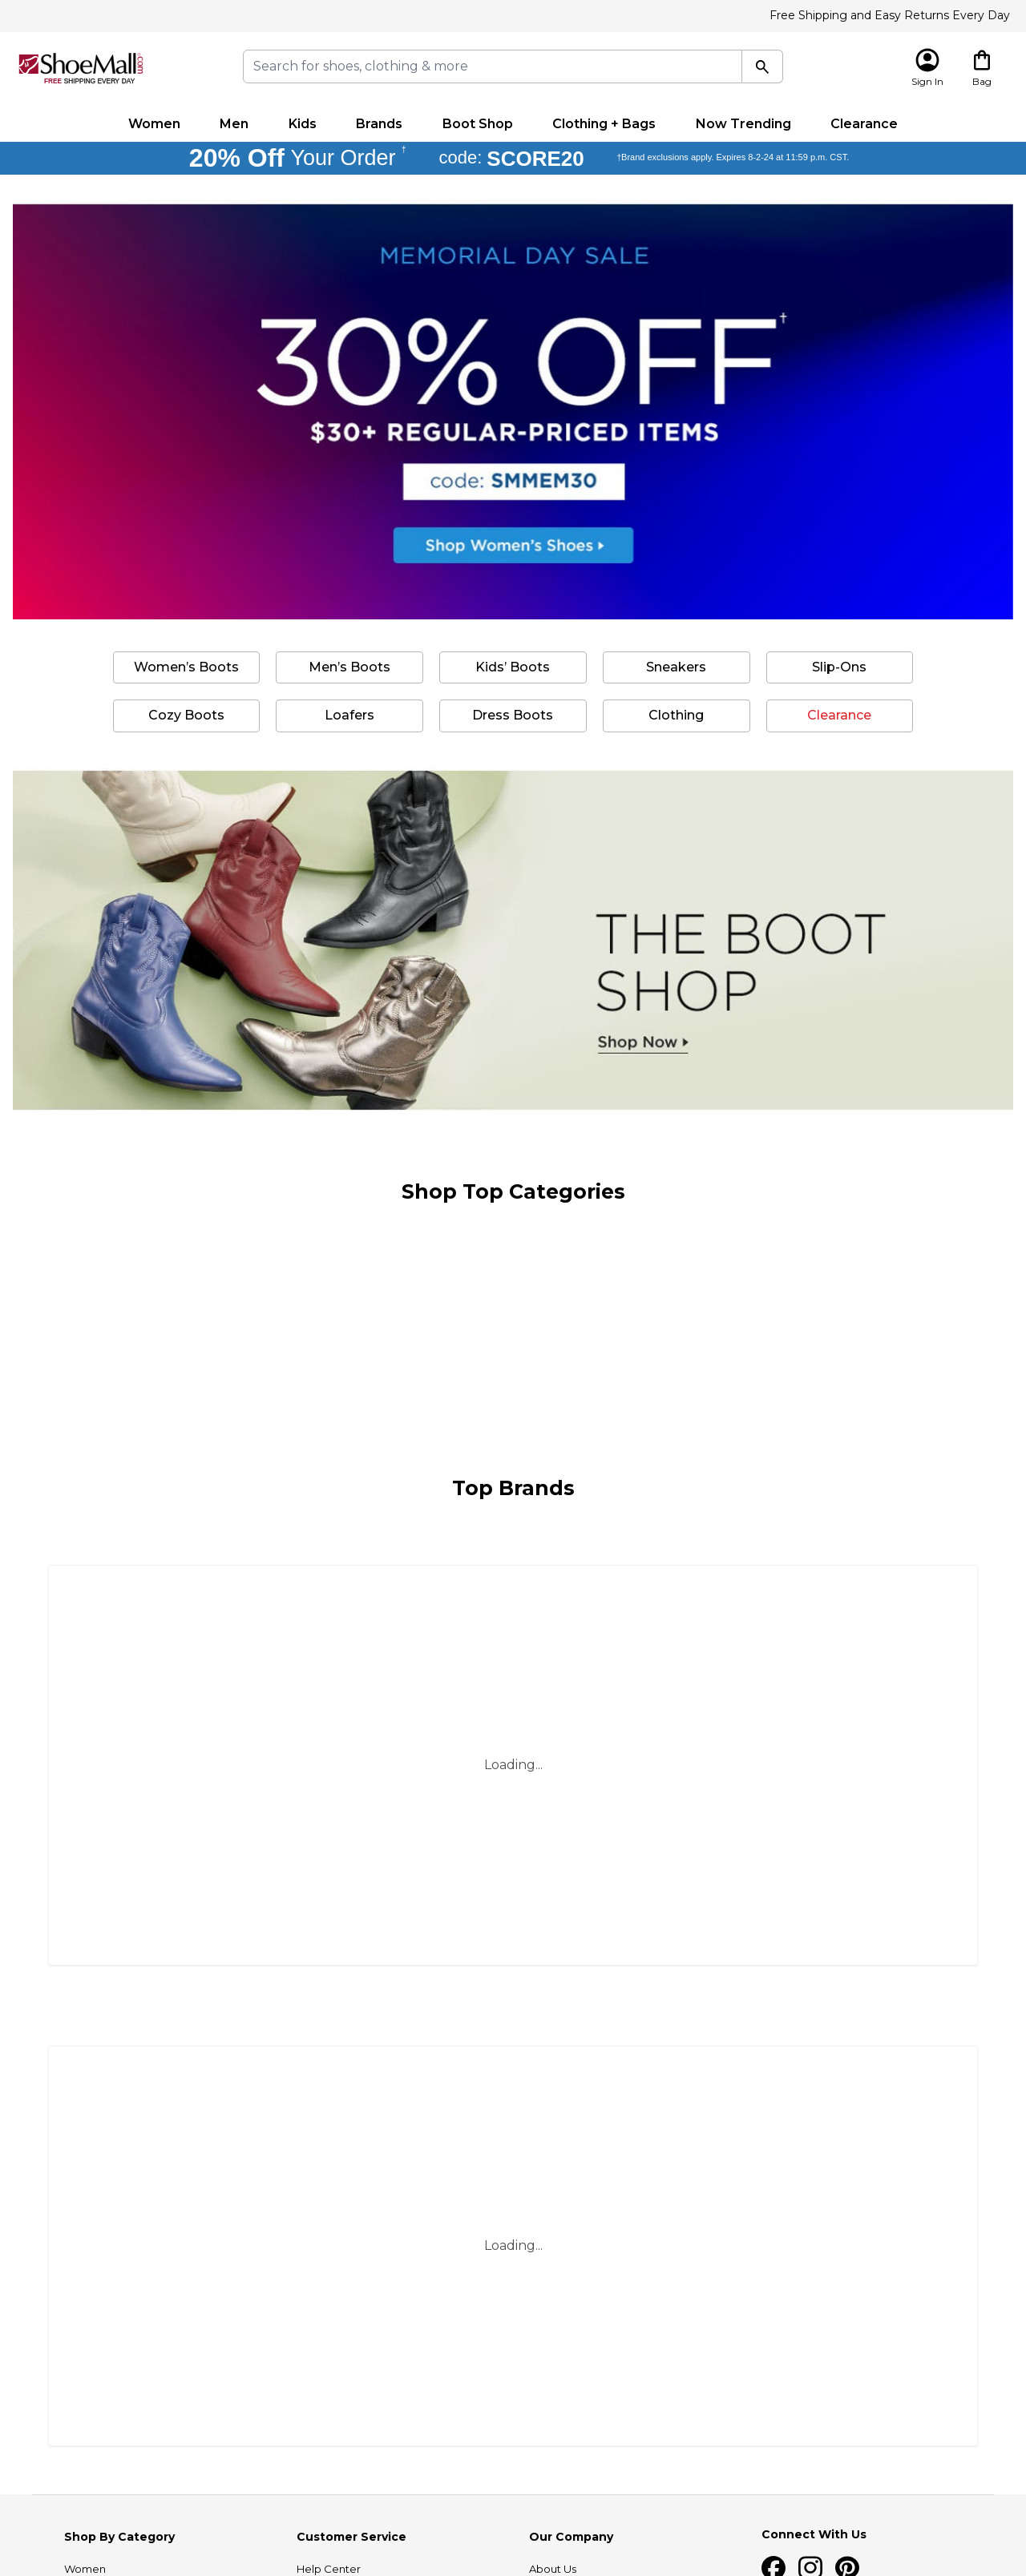 Free Shipping and Easy Returns Every Day
ShoeMall.com
FREE SHIPPING EVERY DAY
Search for shoes, clothing & more
Sign In
Bag
Women
Men
Kids
Brands
Boot Shop
Clothing + Bags
Now Trending
Clearance
20% Off Your Order † code: SCORE20 †Brand exclusions apply. Expires 8-2-24 at 11:59 p.m. CST.
MEMORIAL DAY SALE
30% OFF†
$30+ REGULAR-PRICED ITEMS
code: SMMEM30
Shop Women's Shoes
Women's Boots
Men's Boots
Kids' Boots
Sneakers
Slip-Ons
Cozy Boots
Loafers
Dress Boots
Clothing
Clearance
THE BOOT
SHOP
Shop Now
Shop Top Categories
Top Brands
Loading...
Loading...
Shop By Category
Customer Service
Our Company
Connect With Us
Women
Help Center
About Us